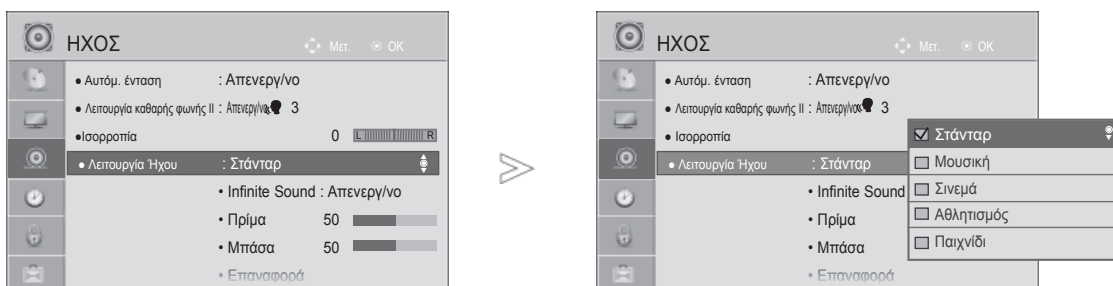 ΗΧΟΣ Μετ. OK
• Αυτόμ. ένταση : Απενεργ/νο
• Λειτουργία καθαρής φωνής II : Απενεργ/νο 3
•Ισορροπία 0 L R
• Λειτουργία Ήχου : Στάνταρ
• Infinite Sound : Απενεργ/νο
• Πρίμα 50
• Μπάσα 50
• Επαναφορά
>
ΗΧΟΣ Μετ. OK
• Αυτόμ. ένταση : Απενεργ/νο
• Λειτουργία καθαρής φωνής II : Απενεργ/νο 3
• Ισορροπία
• Λειτουργία Ήχου : Στάνταρ
• Infinite Sound
• Πρίμα
• Μπάσα
• Επαναφορά
Στάνταρ
Μουσική
Σινεμά
Αθλητισμός
Παιχνίδι